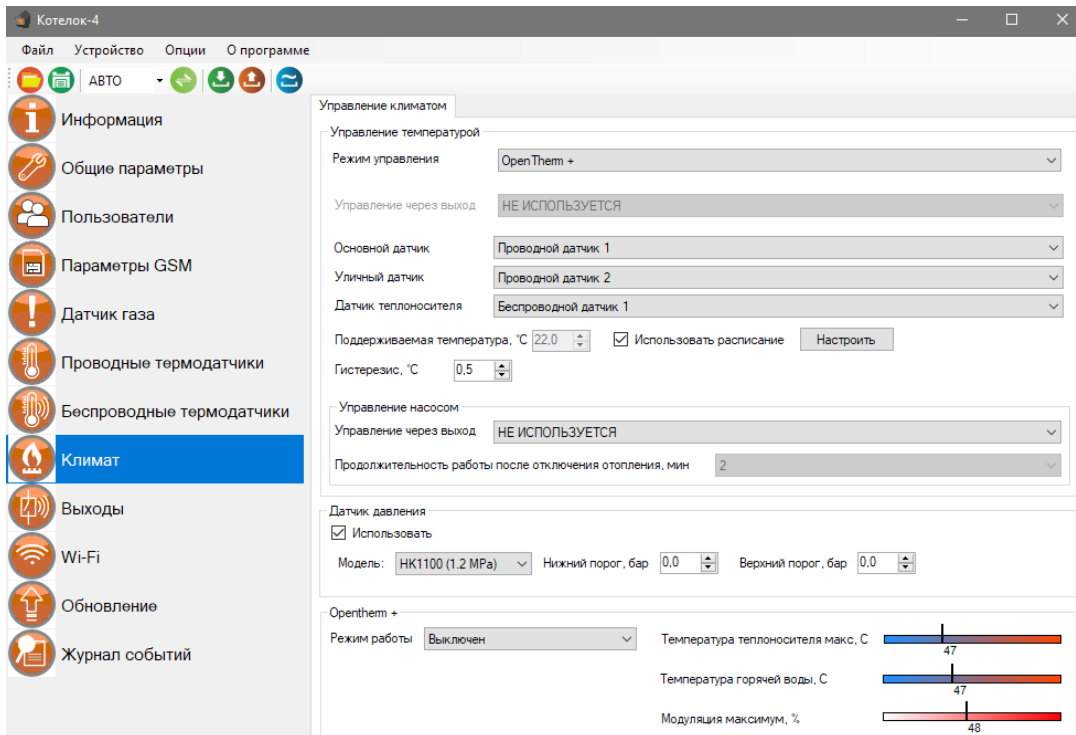 Котелок-4
Файл Устройство Опции О программе
АВТО
Информация
Общие параметры
Пользователи
Параметры GSM
Датчик газа
Проводные термодатчики
Беспроводные термодатчики
Климат
Выходы
Wi-Fi
Обновление
Журнал событий
Управление климатом
Управление температурой
Режим управления OpenTherm +
Управление через выход НЕ ИСПОЛЬЗУЕТСЯ
Основной датчик Проводной датчик 1
Уличный датчик Проводной датчик 2
Датчик теплоносителя Беспроводной датчик 1
Поддерживаемая температура, °C 22,0 Использовать расписание Настроить
Гистерезис, °C 0,5
Управление насосом
Управление через выход НЕ ИСПОЛЬЗУЕТСЯ
Продолжительность работы после отключения отопления, мин 2
Датчик давления
Использовать
Модель: HK1100 (1.2 MPa) Нижний порог, бар 0,0 Верхний порог, бар 0,0
Opentherm +
Режим работы Выключен
Температура теплоносителя макс, С
47
Температура горячей воды, С
47
Модуляция максимум, %
48